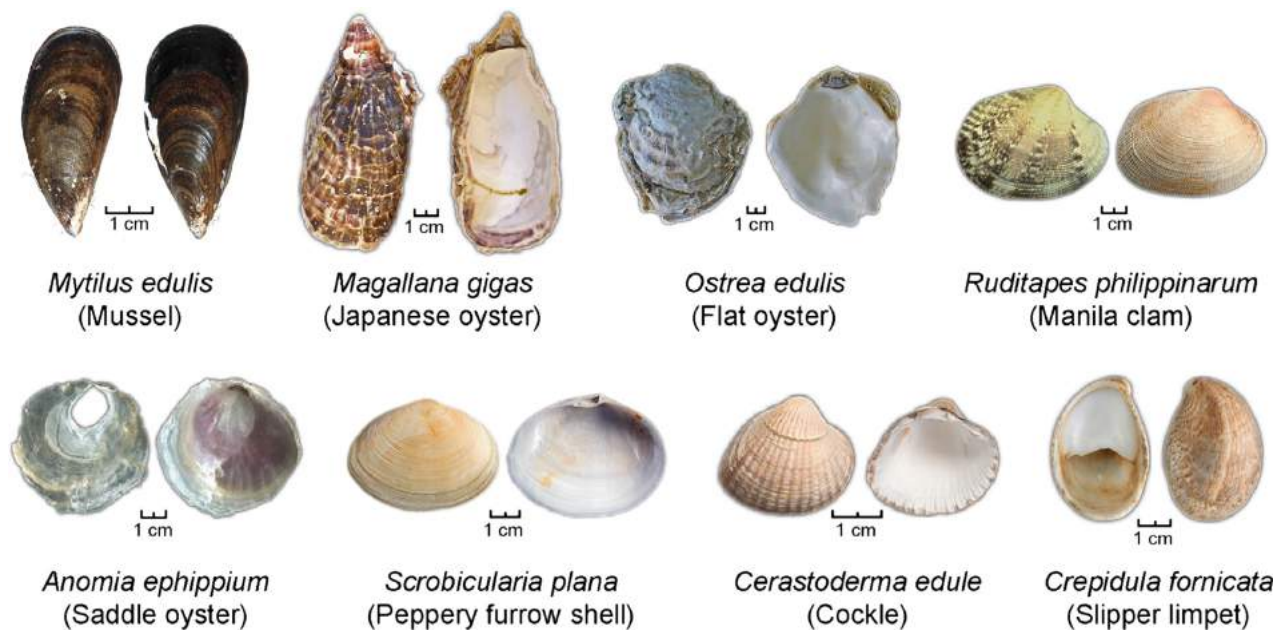 1 cm
1 cm
1 cm
1 cm
Mytilus edulis
(Mussel)
Magallana gigas
(Japanese oyster)
Ostrea edulis
(Flat oyster)
Ruditapes philippinarum
(Manila clam)
1 cm
1 cm
1 cm
1 cm
Anomia ephippium
(Saddle oyster)
Scrobicularia plana
(Peppery furrow shell)
Cerastoderma edule
(Cockle)
Crepidula fornicata
(Slipper limpet)